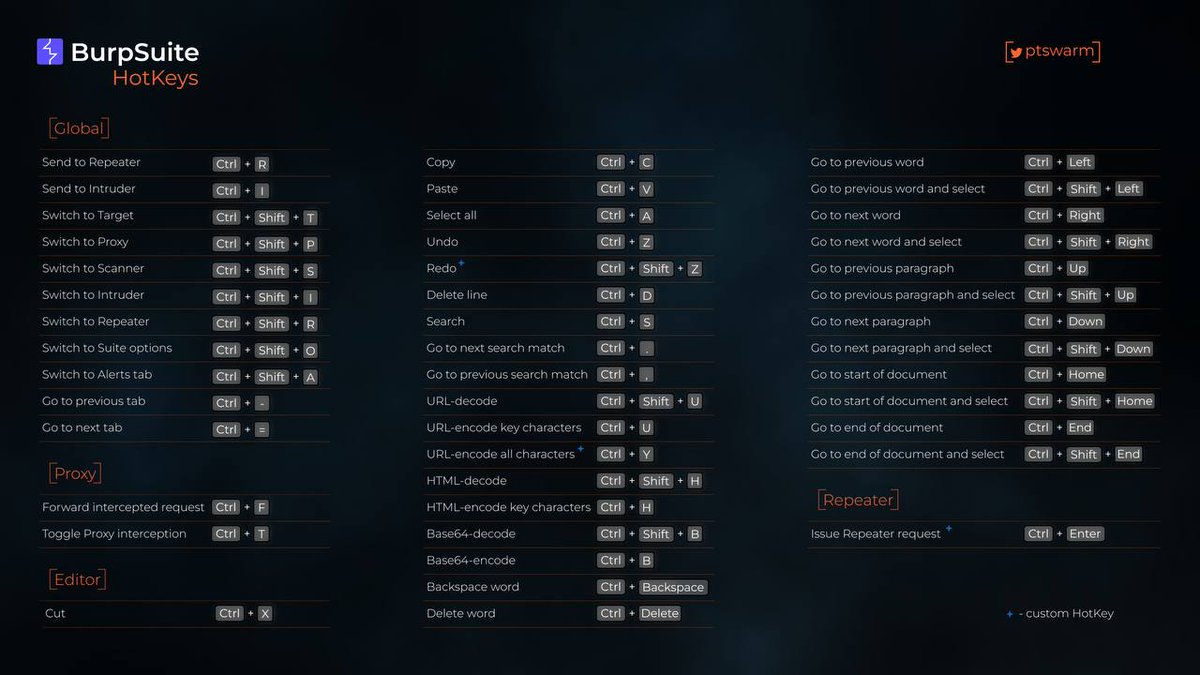 BurpSuite
HotKeys
ptswarm
Global
Send to Repeater Ctrl + R
Send to Intruder Ctrl + I
Switch to Target Ctrl + Shift + T
Switch to Proxy Ctrl + Shift + P
Switch to Scanner Ctrl + Shift + S
Switch to Intruder Ctrl + Shift + I
Switch to Repeater Ctrl + Shift + R
Switch to Suite options Ctrl + Shift + O
Switch to Alerts tab Ctrl + Shift + A
Go to previous tab Ctrl + -
Go to next tab Ctrl + =
Proxy
Forward intercepted request Ctrl + F
Toggle Proxy interception Ctrl + T
Editor
Cut Ctrl + X
Copy Ctrl + C
Paste Ctrl + V
Select all Ctrl + A
Undo Ctrl + Z
Redo + Ctrl + Shift + Z
Delete line Ctrl + D
Search Ctrl + S
Go to next search match Ctrl + .
Go to previous search match Ctrl + ,
URL-decode Ctrl + Shift + U
URL-encode key characters Ctrl + U
URL-encode all characters + Ctrl + Y
HTML-decode Ctrl + Shift + H
HTML-encode key characters Ctrl + H
Base64-decode Ctrl + Shift + B
Base64-encode Ctrl + B
Backspace word Ctrl + Backspace
Delete word Ctrl + Delete
Go to previous word Ctrl + Left
Go to previous word and select Ctrl + Shift + Left
Go to next word Ctrl + Right
Go to next word and select Ctrl + Shift + Right
Go to previous paragraph Ctrl + Up
Go to previous paragraph and select Ctrl + Shift + Up
Go to next paragraph Ctrl + Down
Go to next paragraph and select Ctrl + Shift + Down
Go to start of document Ctrl + Home
Go to start of document and select Ctrl + Shift + Home
Go to end of document Ctrl + End
Go to end of document and select Ctrl + Shift + End
Repeater
Issue Repeater request + Ctrl + Enter
+ - custom HotKey